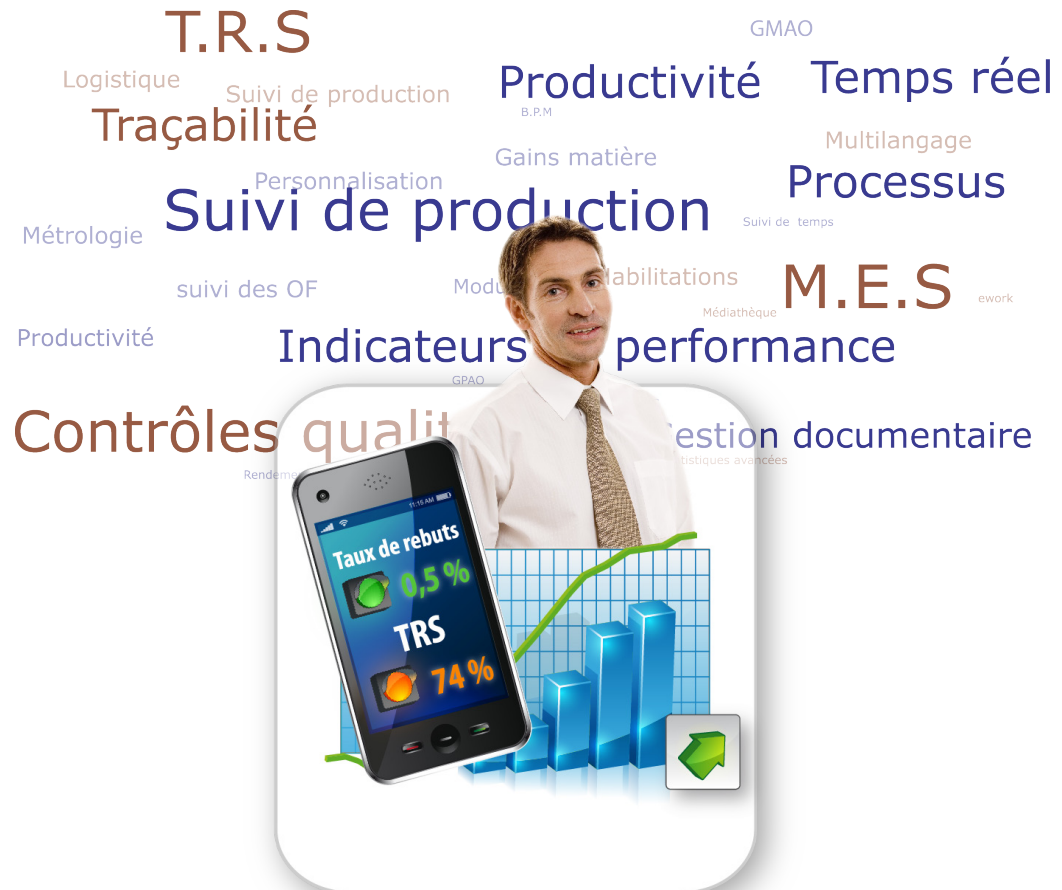 T.R.S
GMAO
Logistique
Suivi de production
Productivité
Temps réel
Traçabilité
B.P.M
Multilangage
Gains matière
Personnalisation
Processus
Suivi de production
Suivi de temps
Métrologie
suivi des OF
Modu
Habilitations
M.E.S
ework
Médiathèque
Productivité
Indicateurs performance
GPAO
Contrôles qualit
estion documentaire
tistiques avancées
Rendeme
11:15 AM
Taux de rebuts
0,5 %
TRS
74 %